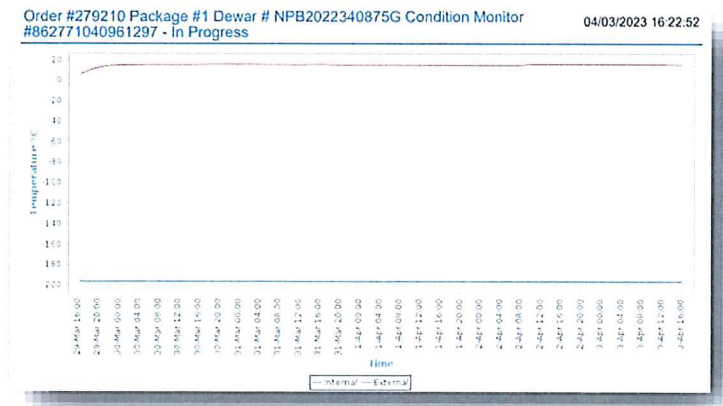 Order #279210 Package #1 Dewar # NPB2022340875G Condition Monitor
#862771040961297 - In Progress
04/03/2023 16:22:52
20
0
-20
-40
-60
-80
-100
-120
-140
-160
-180
-200
Temperature °C
29-Mar 16:00
29-Mar 20:00
30-Mar 00:00
30-Mar 04:00
30-Mar 08:00
30-Mar 12:00
30-Mar 16:00
30-Mar 20:00
31-Mar 00:00
31-Mar 04:00
31-Mar 08:00
31-Mar 12:00
31-Mar 16:00
31-Mar 20:00
1-Apr 00:00
1-Apr 04:00
1-Apr 08:00
1-Apr 12:00
1-Apr 16:00
1-Apr 20:00
2-Apr 00:00
2-Apr 04:00
2-Apr 08:00
2-Apr 12:00
2-Apr 16:00
2-Apr 20:00
3-Apr 00:00
3-Apr 04:00
3-Apr 08:00
3-Apr 12:00
3-Apr 16:00
Time
Internal External